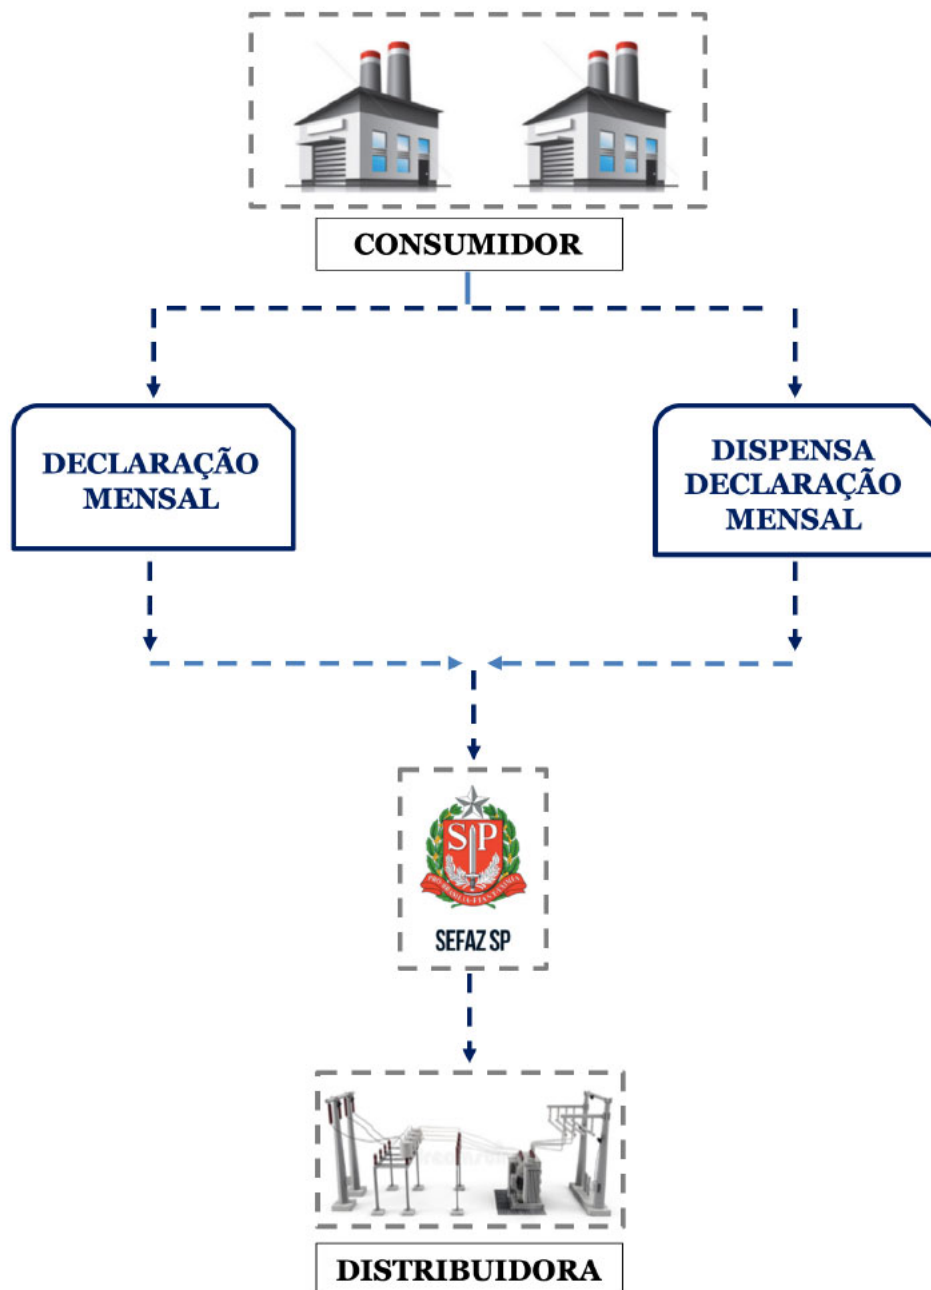 CONSUMIDOR
DECLARAÇÃO
MENSAL
DISPENSA
DECLARAÇÃO
MENSAL
S P
SEFAZ SP
DISTRIBUIDORA